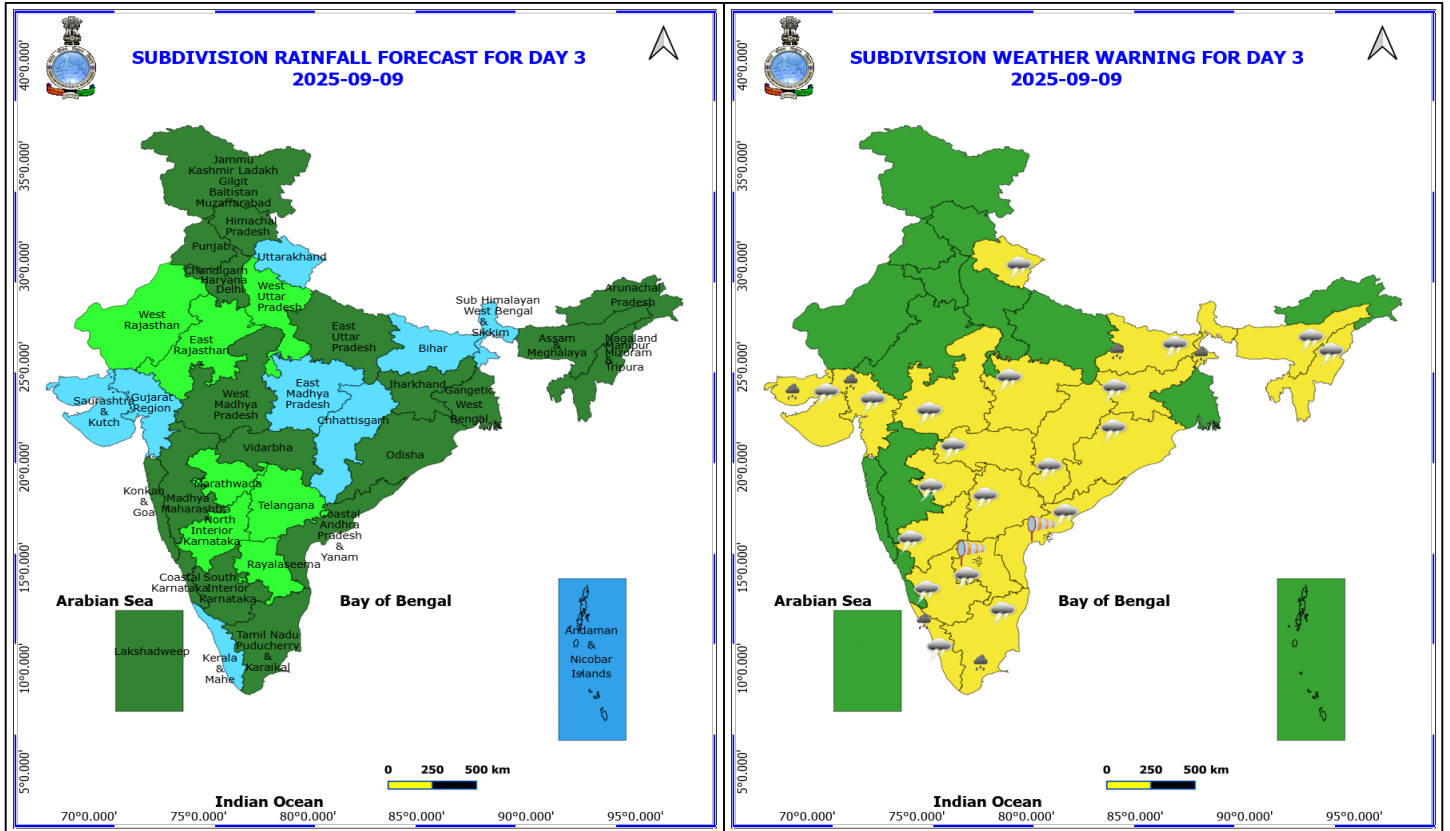 SUBDIVISION RAINFALL FORECAST FOR DAY 3
2025-09-09
40°0.000'
35°0.000'
30°0.000'
25°0.000'
20°0.000'
15°0.000'
10°0.000'
5°0.000'
Jammu
Kashmir Ladakh
Gilgit
Baltistan
Muzaffarabad
Himachal
Pradesh
Punjab
Uttarakhand
Chandigarh
Haryana
Delhi
West
Uttar
Pradesh
West
Rajasthan
East
Rajasthan
East
Uttar
Pradesh
Sub Himalayan
West Bengal
&
Sikkim
Bihar
Arunachal
Pradesh
Assam
&
Meghalaya
Nagaland
Manipur
Mizoram
&
Tripura
Saurashtra
&
Kutch
Gujarat
Region
West
Madhya
Pradesh
East
Madhya
Pradesh
Jharkhand
Gangetic
West
Bengal
Chhattisgarh
Vidarbha
Odisha
Konkan
&
Goa
Madhya
Maharashtra
Marathwada
Telangana
North
Interior
Karnataka
Coastal
Andhra
Pradesh
&
Yanam
Rayalaseema
Coastal
Karnataka
South
Interior
Karnataka
Arabian Sea
Bay of Bengal
Lakshadweep
Kerala
&
Mahe
Tamil Nadu
Puducherry
&
Karaikal
Andaman
&
Nicobar
Islands
0 250 500 km
Indian Ocean
70°0.000' 75°0.000' 80°0.000' 85°0.000' 90°0.000' 95°0.000'
SUBDIVISION WEATHER WARNING FOR DAY 3
2025-09-09
40°0.000'
35°0.000'
30°0.000'
25°0.000'
20°0.000'
15°0.000'
10°0.000'
5°0.000'
Arabian Sea
Bay of Bengal
0 250 500 km
Indian Ocean
70°0.000' 75°0.000' 80°0.000' 85°0.000' 90°0.000' 95°0.000'